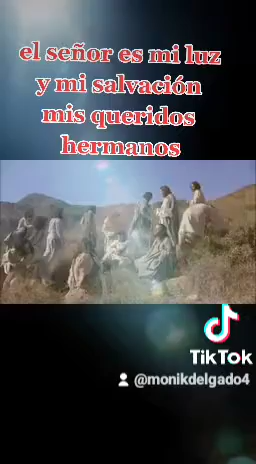 el señor es mi luz
y mi salvación
mis queridos
hermanos
TikTok
@monikdelgado4